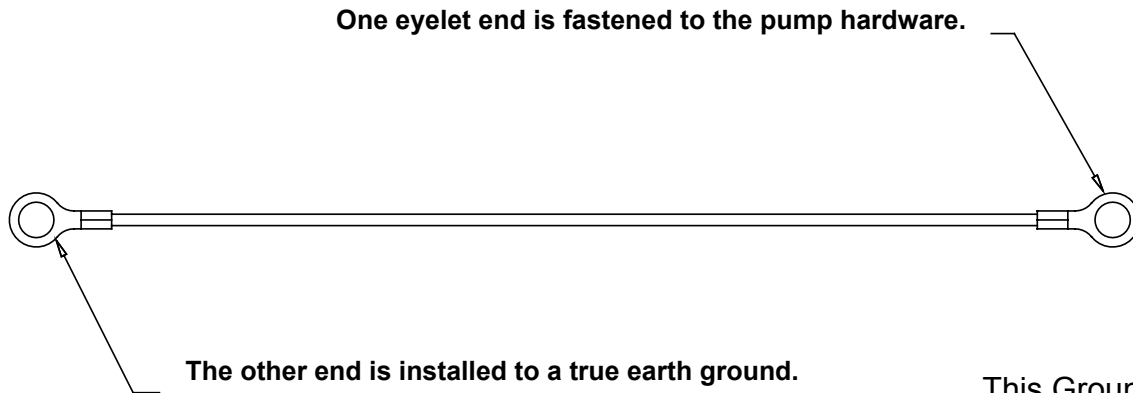 One eyelet end is fastened to the pump hardware.
The other end is installed to a true earth ground.
This Groun